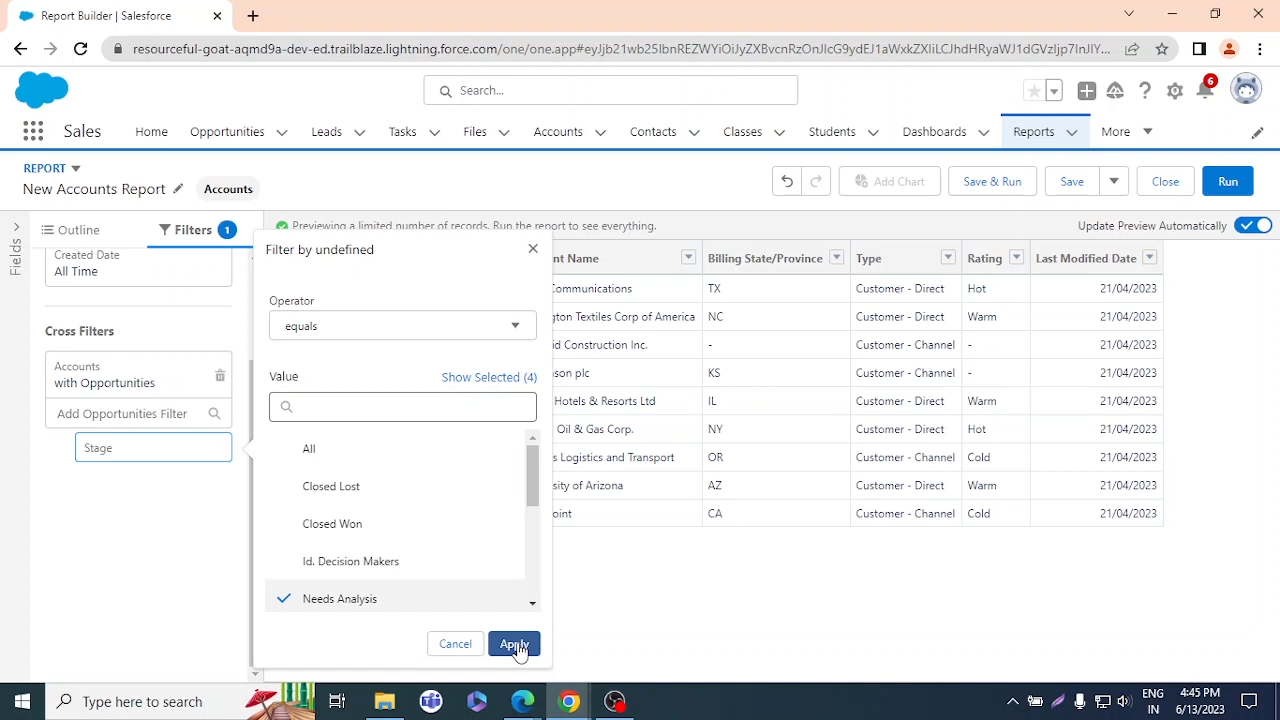 Report Builder | Salesforce
resourceful-goat-aqmd9a-dev-ed.trailblaze.lightning.force.com/one/one.app#
Search...
6
Sales Home Opportunities Leads Tasks Files Accounts Contacts Classes Students Dashboards Reports More
REPORT
New Accounts Report Accounts
Add Chart Save & Run Save Close Run
Fields
Outline Filters 1
Previewing a limited number of records. Run the report to see everything.
Update Preview Automatically
Created Date
All Time
Cross Filters
Accounts
with Opportunities
Add Opportunities Filter
Stage
Filter by undefined
Operator
equals
Value Show Selected (4)
All
Closed Lost
Closed Won
Id. Decision Makers
Needs Analysis
Cancel Apply
nt Name Billing State/Province Type Rating Last Modified Date
ommunications TX Customer - Direct Hot 21/04/2023
ton Textiles Corp of America NC Customer - Direct Warm 21/04/2023
id Construction Inc. - Customer - Channel - 21/04/2023
son plc KS Customer - Channel - 21/04/2023
Hotels & Resorts Ltd IL Customer - Direct Warm 21/04/2023
Oil & Gas Corp. NY Customer - Direct Hot 21/04/2023
s Logistics and Transport OR Customer - Channel Cold 21/04/2023
sity of Arizona AZ Customer - Direct Warm 21/04/2023
oint CA Customer - Channel Cold 21/04/2023
Type here to search
ENG
IN
4:45 PM
6/13/2023